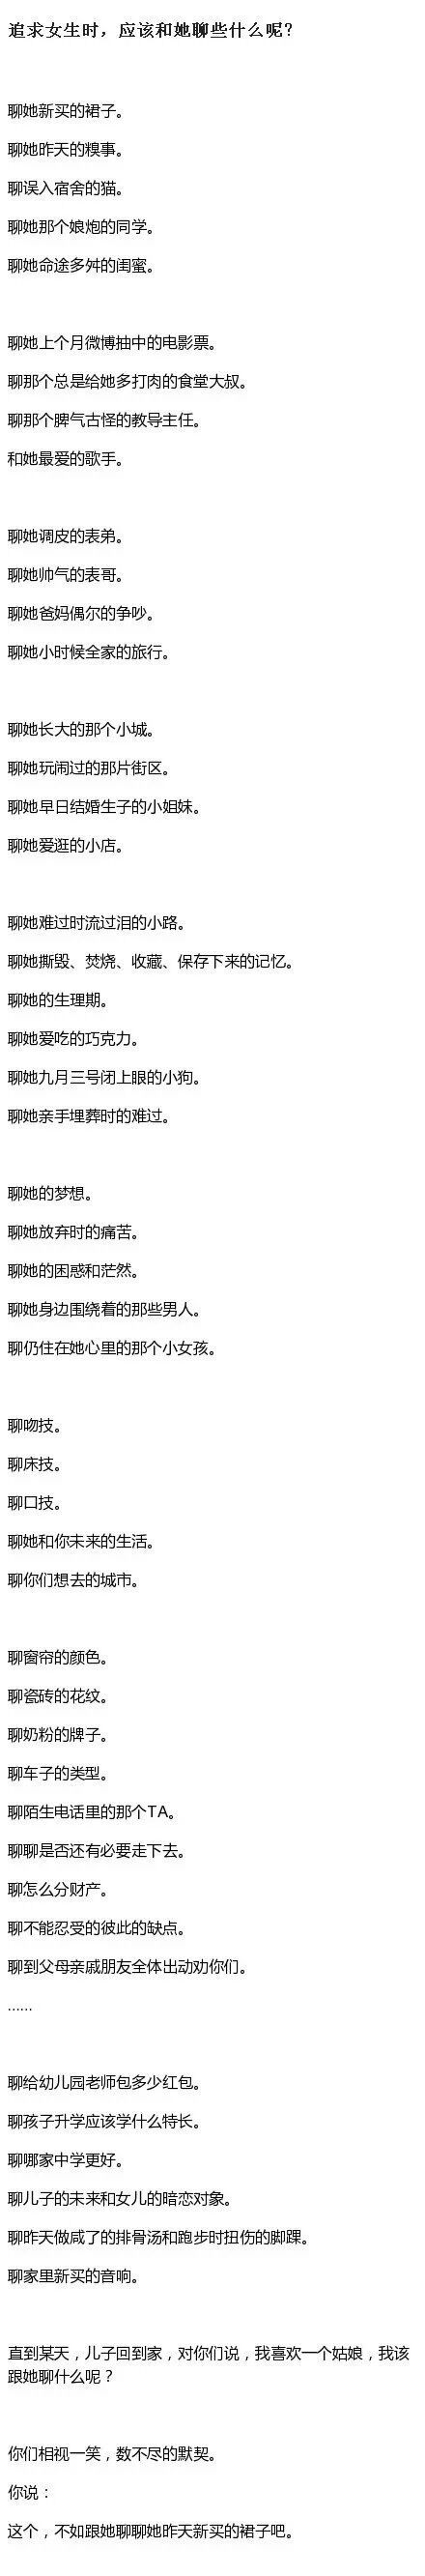 追求女生时，应该和她聊些什么呢？
聊她新买的裙子。
聊她昨天的糗事。
聊误入宿舍的猫。
聊她那个娘炮的同学。
聊她命途多舛的闺蜜。
聊她上个月微博抽中的电影票。
聊那个总是给她多打肉的食堂大叔。
聊那个脾气古怪的教导主任。
和她最爱的歌手。
聊她调皮的表弟。
聊她帅气的表哥。
聊她爸妈偶尔的争吵。
聊她小时候全家的旅行。
聊她长大的那个小城。
聊她玩闹过的那片街区。
聊她早日结婚生子的小姐妹。
聊她爱逛的小店。
聊她难过时流过泪的小路。
聊她撕毁、焚烧、收藏、保存下来的记忆。
聊她的生理期。
聊她爱吃的巧克力。
聊她九月三号闭上眼的小狗。
聊她亲手埋葬时的难过。
聊她的梦想。
聊她放弃时的痛苦。
聊她的困惑和茫然。
聊她身边围绕着的那些男人。
聊仍住在她心里的那个小女孩。
聊吻技。
聊床技。
聊口技。
聊她和你未来的生活。
聊你们想去的城市。
聊窗帘的颜色。
聊瓷砖的花纹。
聊奶粉的牌子。
聊车子的类型。
聊陌生电话里的那个TA。
聊聊是否还有必要走下去。
聊怎么分财产。
聊不能忍受的彼此的缺点。
聊到父母亲戚朋友全体出动劝你们。
……
聊给幼儿园老师包多少红包。
聊孩子升学应该学什么特长。
聊哪家中学更好。
聊儿子的未来和女儿的暗恋对象。
聊昨天做咸了的排骨汤和跑步时扭伤的脚踝。
聊家里新买的音响。
直到某天，儿子回到家，对你们说，我喜欢一个姑娘，我该
跟她聊什么呢？
你们相视一笑，数不尽的默契。
你说：
这个，不如跟她聊聊她昨天新买的裙子吧。